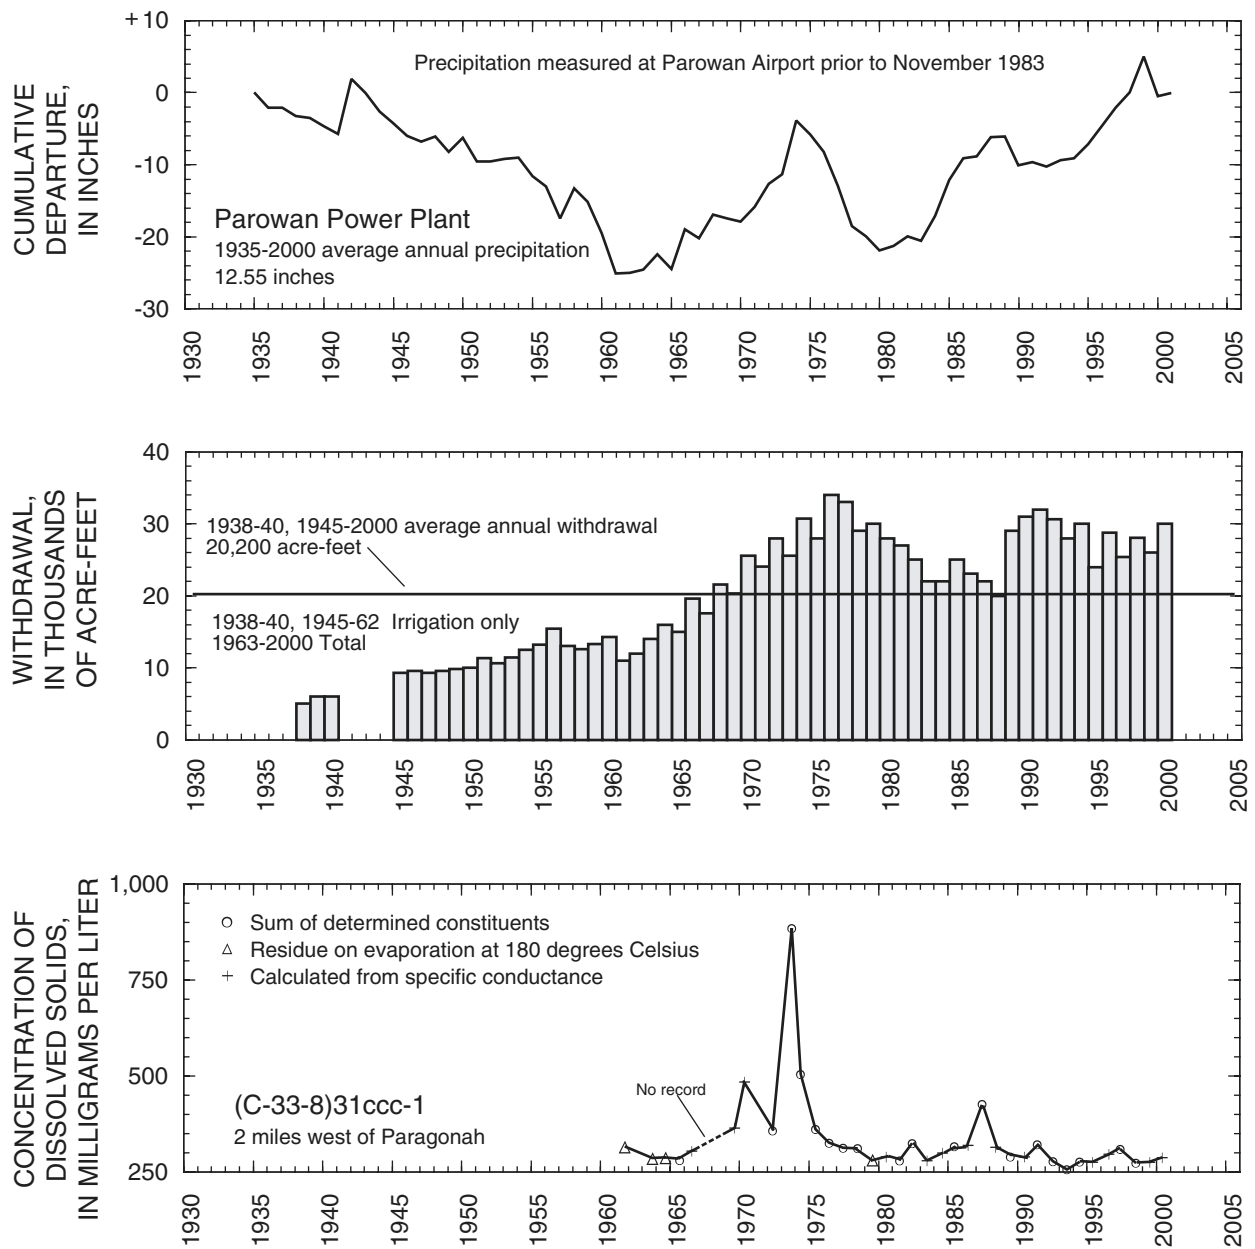 CUMULATIVE
DEPARTURE,
IN INCHES
+10
0
-10
-20
-30
Precipitation measured at Parowan Airport prior to November 1983
Parowan Power Plant
1935-2000 average annual precipitation
12.55 inches
1930 1935 1940 1945 1950 1955 1960 1965 1970 1975 1980 1985 1990 1995 2000 2005
WITHDRAWAL,
IN THOUSANDS
OF ACRE-FEET
40
30
20
10
0
1938-40, 1945-2000 average annual withdrawal
20,200 acre-feet
1938-40, 1945-62 Irrigation only
1963-2000 Total
1930 1935 1940 1945 1950 1955 1960 1965 1970 1975 1980 1985 1990 1995 2000 2005
CONCENTRATION OF
DISSOLVED SOLIDS,
IN MILLIGRAMS PER LITER
1,000
750
500
250
Sum of determined constituents
Residue on evaporation at 180 degrees Celsius
Calculated from specific conductance
No record
(C-33-8)31ccc-1
2 miles west of Paragonah
1930 1935 1940 1945 1950 1955 1960 1965 1970 1975 1980 1985 1990 1995 2000 2005